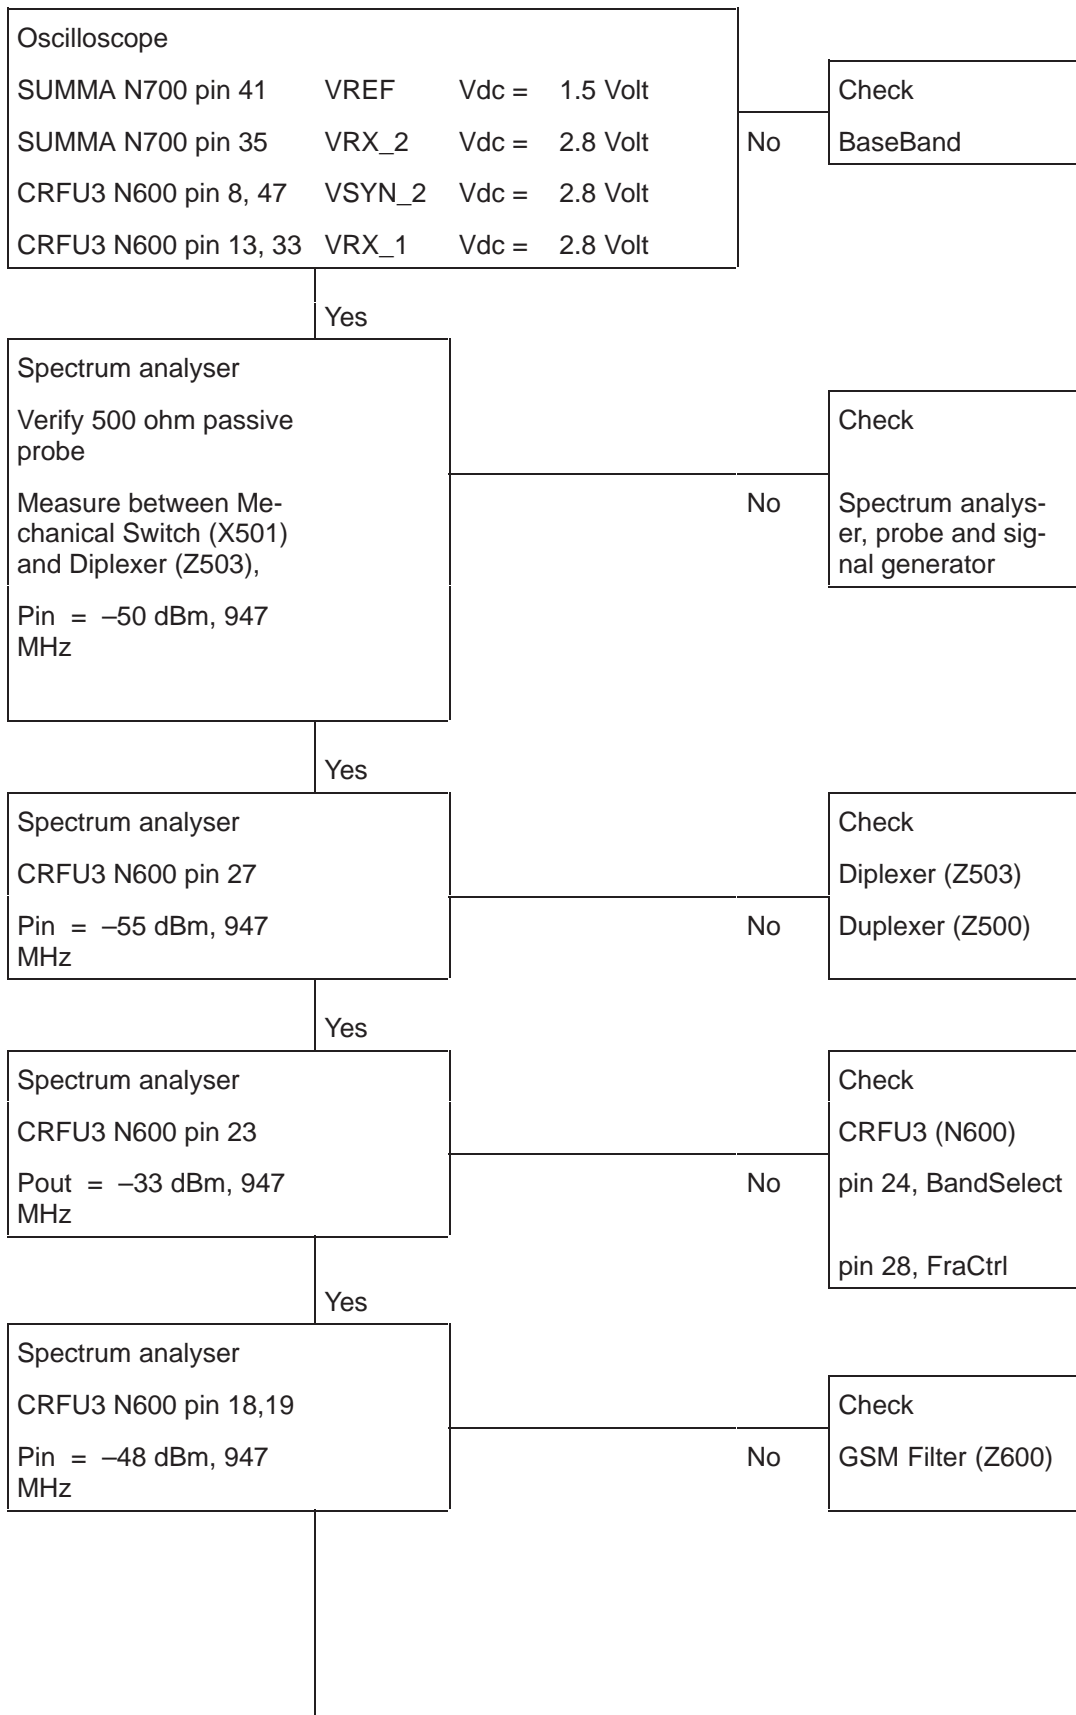 Oscilloscope
SUMMA N700 pin 41 VREF Vdc = 1.5 Volt
SUMMA N700 pin 35 VRX_2 Vdc = 2.8 Volt
CRFU3 N600 pin 8, 47 VSYN_2 Vdc = 2.8 Volt
CRFU3 N600 pin 13, 33 VRX_1 Vdc = 2.8 Volt
No
Check
BaseBand
Yes
Spectrum analyser
Verify 500 ohm passive
probe
Measure between Me-
chanical Switch (X501)
and Diplexer (Z503),
Pin = –50 dBm, 947
MHz
No
Check
Spectrum analys-
er, probe and sig-
nal generator
Yes
Spectrum analyser
CRFU3 N600 pin 27
Pin = –55 dBm, 947
MHz
No
Check
Diplexer (Z503)
Duplexer (Z500)
Yes
Spectrum analyser
CRFU3 N600 pin 23
Pout = –33 dBm, 947
MHz
No
Check
CRFU3 (N600)
pin 24, BandSelect
pin 28, FraCtrl
Yes
Spectrum analyser
CRFU3 N600 pin 18,19
Pin = –48 dBm, 947
MHz
No
Check
GSM Filter (Z600)